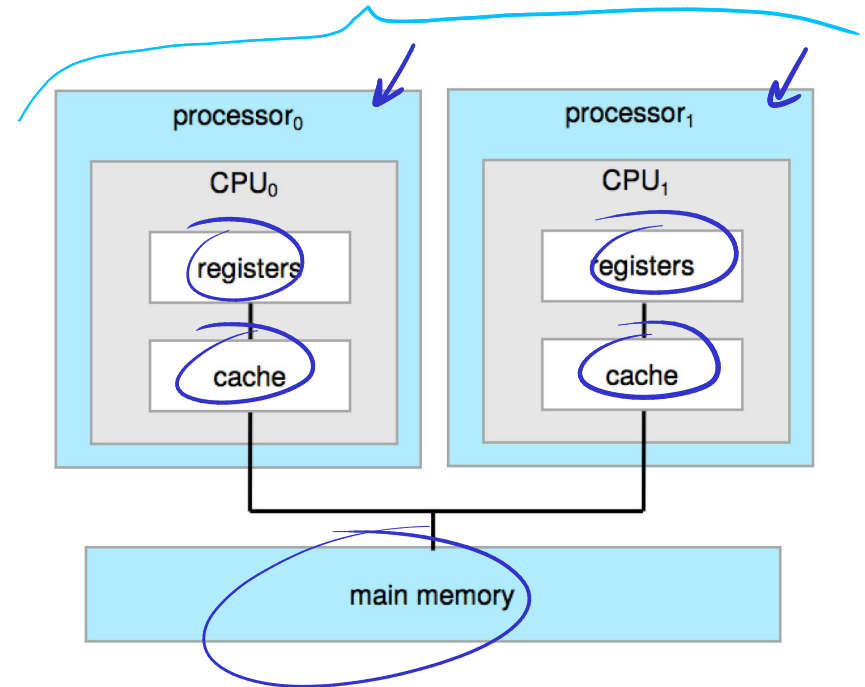 processor₀
processor₁
CPU₀
CPU₁
registers
registers
cache
cache
main memory